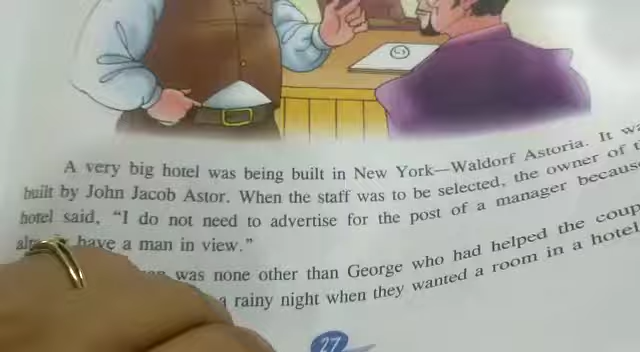 A very big hotel was being built in New York—Waldorf Astoria. It
built by John Jacob Astor. When the staff was to be selected, the owner of
hotel said, “I do not need to advertise for the post of a manager
have a man in view.”
was none other than George who had helped the
a rainy night when they wanted a room in a hotel
27